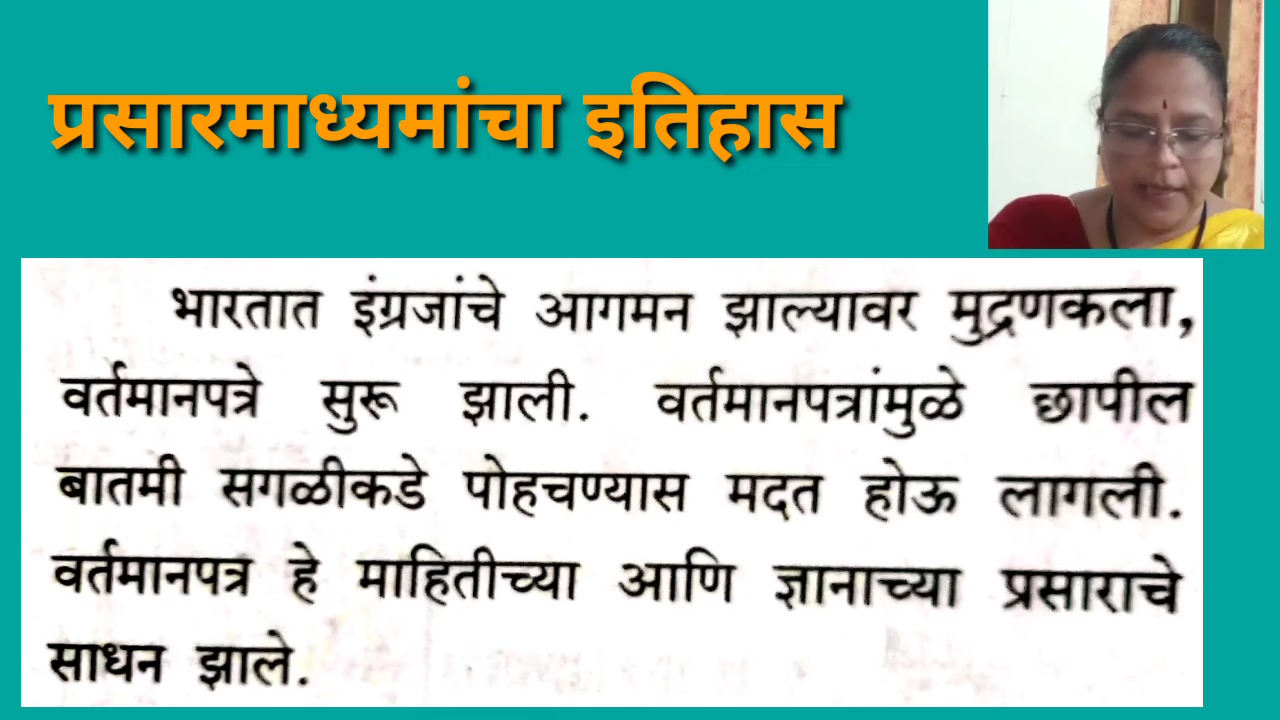 प्रसारमाध्यमांचा इतिहास
भारतात इंग्रजांचे आगमन झाल्यावर मुद्रणकला,
वर्तमानपत्रे सुरू झाली. वर्तमानपत्रांमुळे छापील
बातमी सगळीकडे पोहचण्यास मदत होऊ लागली.
वर्तमानपत्र हे माहितीच्या आणि ज्ञानाच्या प्रसाराचे
साधन झाले.